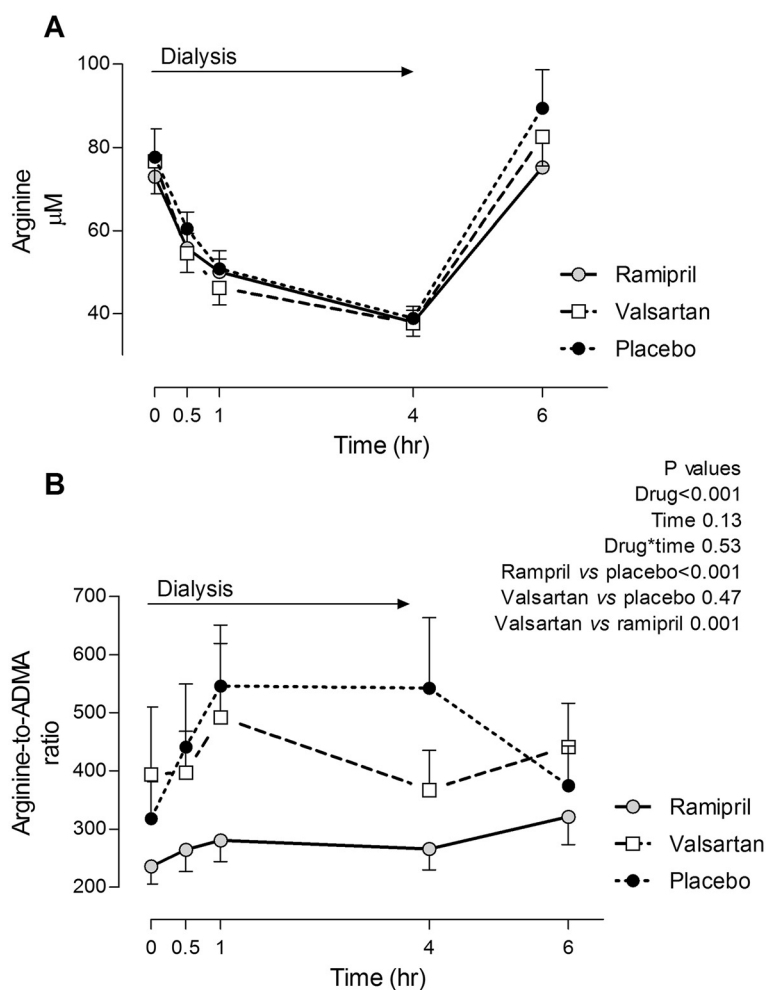 A
Dialysis
100
80
60
40
Arginine
μM
Ramipril
Valsartan
Placebo
0 0.5 1 4 6
Time (hr)
B
P values
Drug<0.001
Time 0.13
Drug*time 0.53
Rampril vs placebo<0.001
Valsartan vs placebo 0.47
Valsartan vs ramipril 0.001
Dialysis
700
600
500
400
300
200
Arginine-to-ADMA
ratio
Ramipril
Valsartan
Placebo
0 0.5 1 4 6
Time (hr)